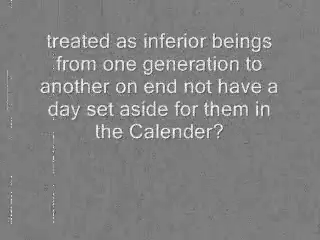 treated as inferior beings
from one generation to
another on end not have a
day set aside for them in
the Calender?